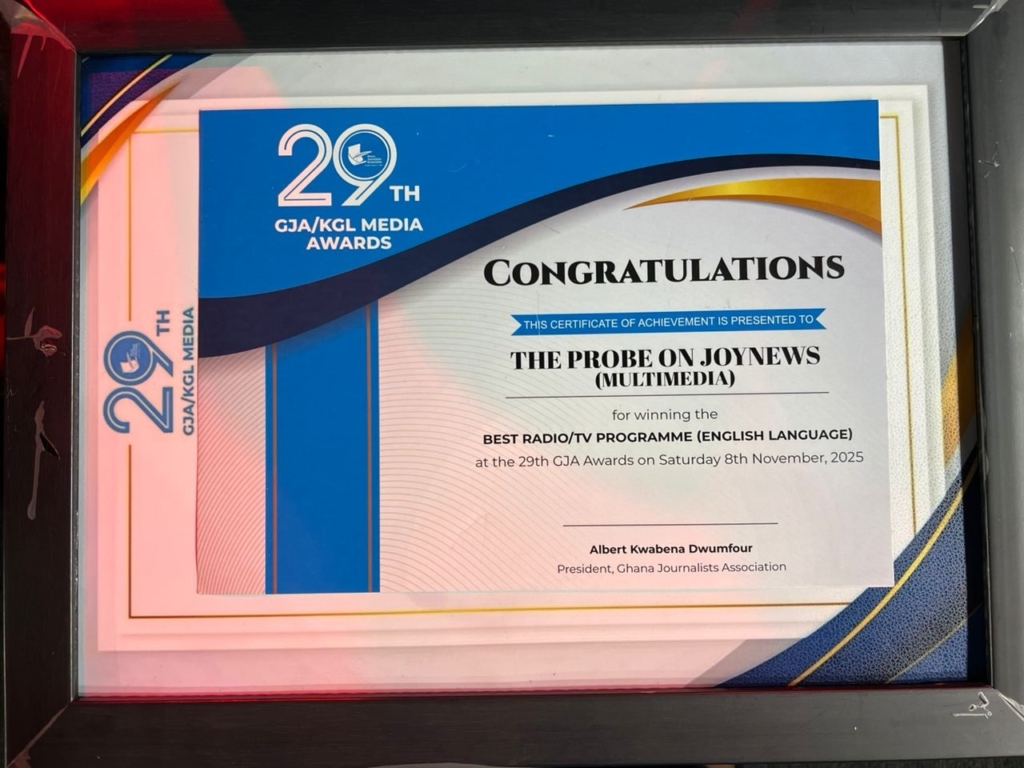 29TH
GJA/KGL MEDIA
AWARDS
CONGRATULATIONS
THIS CERTIFICATE OF ACHIEVEMENT IS PRESENTED TO
THE PROBE ON JOYNEWS
(MULTIMEDIA)
for winning the
BEST RADIO/TV PROGRAMME (ENGLISH LANGUAGE)
at the 29th GJA Awards on Saturday 8th November, 2025
Albert Kwabena Dwumfour
President, Ghana Journalists Association
29TH
GJA/KGL MEDIA